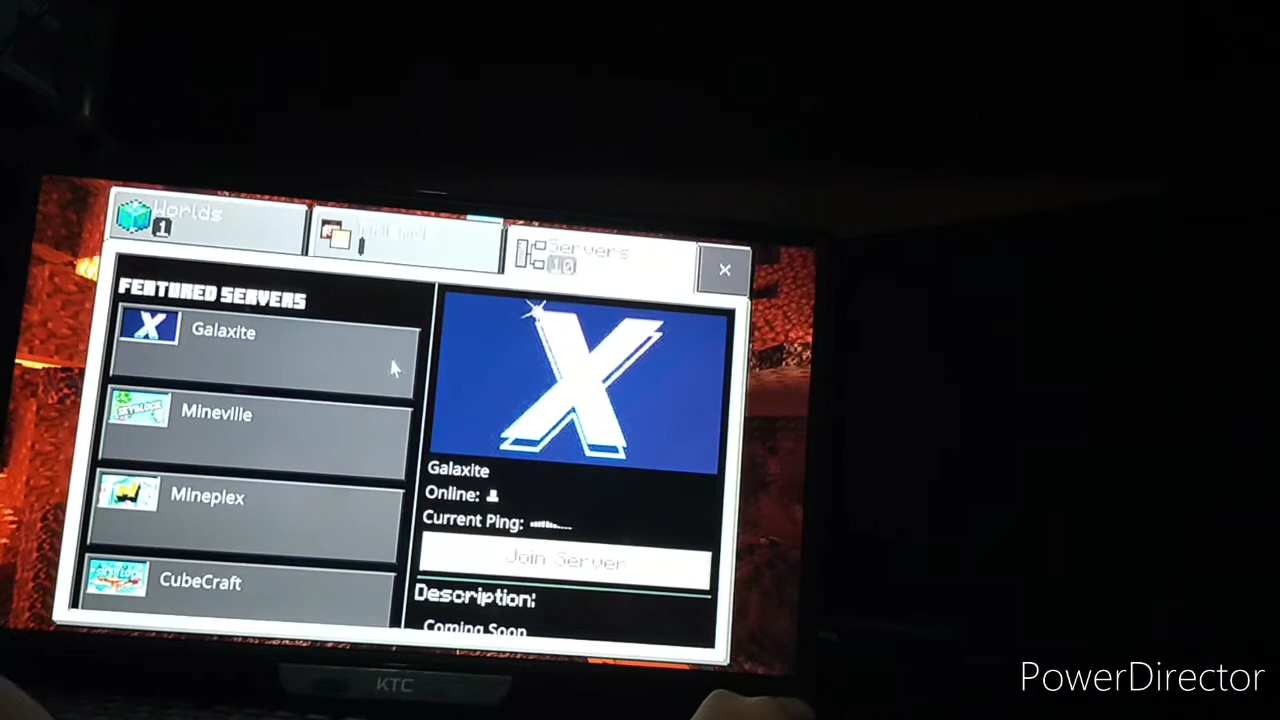 Worlds
1
Servers
10
FEATURED SERVERS
X
Galaxite
Mineville
Mineplex
CubeCraft
Galaxite
Online:
Current Ping:
Join Server
Description:
Coming Soon
KTC
PowerDirector